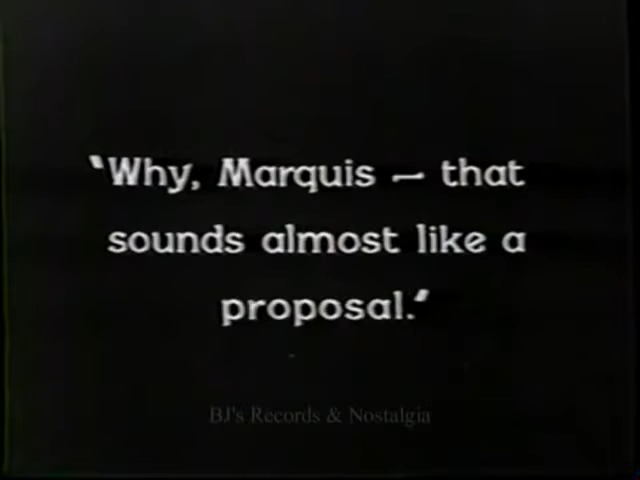 "Why, Marquis — that
sounds almost like a
proposal."
BJ's Records & Nostalgia